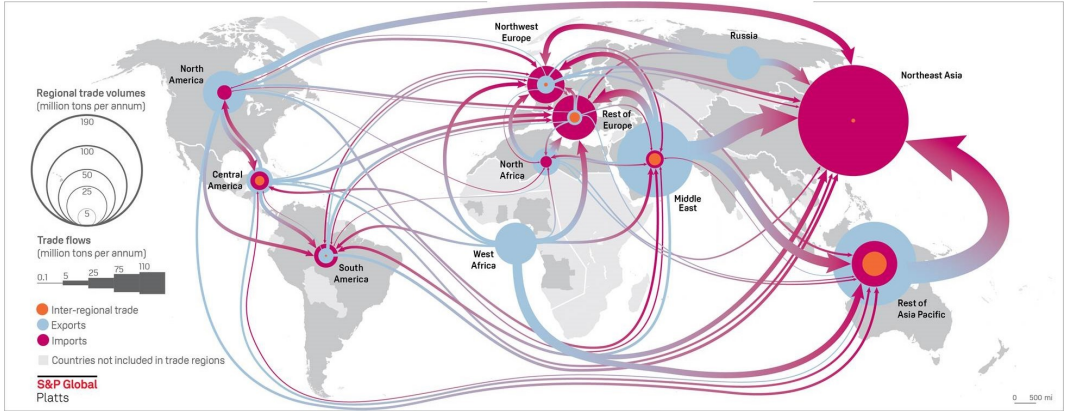 Regional trade volumes
(million tons per annum)
190
100
50
25
5
Trade flows
(million tons per annum)
0.1
5
25
75
110
Inter-regional trade
Exports
Imports
Countries not included in trade regions
S&P Global
Platts
North
America
Central
America
South
America
Northwest
Europe
Rest of
Europe
North
Africa
West
Africa
Middle
East
Russia
Northeast Asia
Rest of
Asia Pacific
0 500 mi